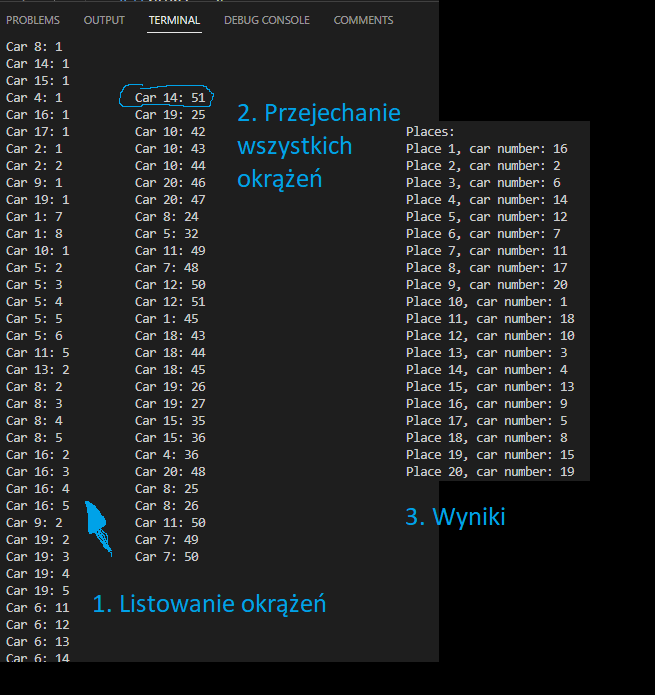 PROBLEMS OUTPUT TERMINAL DEBUG CONSOLE COMMENTS
Car 8: 1
Car 14: 1
Car 15: 1
Car 4: 1
Car 16: 1
Car 17: 1
Car 2: 1
Car 2: 2
Car 9: 1
Car 19: 1
Car 1: 7
Car 1: 8
Car 10: 1
Car 5: 2
Car 5: 3
Car 5: 4
Car 5: 5
Car 5: 6
Car 11: 5
Car 13: 2
Car 8: 2
Car 8: 3
Car 8: 4
Car 8: 5
Car 16: 2
Car 16: 3
Car 16: 4
Car 16: 5
Car 9: 2
Car 19: 2
Car 19: 3
Car 19: 4
Car 19: 5
Car 6: 11
Car 6: 12
Car 6: 13
Car 6: 14
1. Listowanie okrążeń
Car 14: 51
Car 19: 25
Car 10: 42
Car 10: 43
Car 10: 44
Car 20: 46
Car 20: 47
Car 8: 24
Car 5: 32
Car 11: 49
Car 7: 48
Car 12: 50
Car 12: 51
Car 1: 45
Car 18: 43
Car 18: 44
Car 18: 45
Car 19: 26
Car 19: 27
Car 15: 35
Car 15: 36
Car 4: 36
Car 20: 48
Car 8: 25
Car 8: 26
Car 11: 50
Car 7: 49
Car 7: 50
2. Przejechanie
wszystkich
okrążeń
Places:
Place 1, car number: 16
Place 2, car number: 2
Place 3, car number: 6
Place 4, car number: 14
Place 5, car number: 12
Place 6, car number: 7
Place 7, car number: 11
Place 8, car number: 17
Place 9, car number: 20
Place 10, car number: 1
Place 11, car number: 18
Place 12, car number: 10
Place 13, car number: 3
Place 14, car number: 4
Place 15, car number: 13
Place 16, car number: 9
Place 17, car number: 5
Place 18, car number: 8
Place 19, car number: 15
Place 20, car number: 19
3. Wyniki